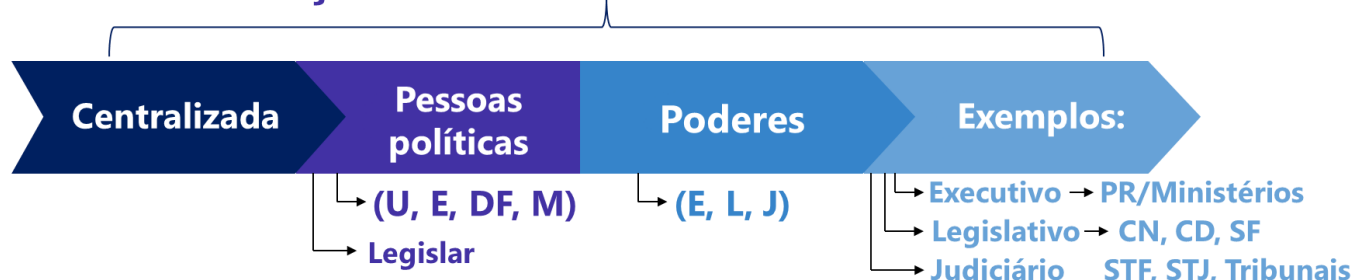 Centralizada
Pessoas
políticas
Poderes
Exemplos:
(U, E, DF, M)
Legislar
(E, L, J)
Executivo → PR/Ministérios
Legislativo → CN, CD, SF
Judiciário STF, STJ, Tribunais